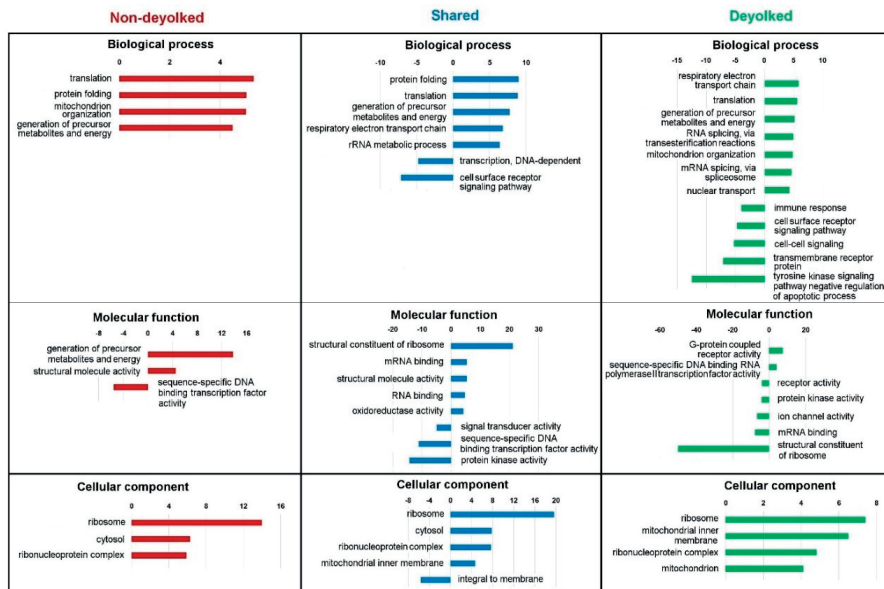 Non-deyolked
Shared
Deyolked
Biological process
0 2 4
translation
protein folding
mitochondrion
organization
generation of precursor
metabolites and energy
Biological process
-10 -5 0 5 10
protein folding
translation
generation of precursor
metabolites and energy
respiratory electron transport chain
rRNA metabolic process
transcription, DNA-dependent
cell surface receptor
signaling pathway
Biological process
-15 -10 -5 0 5 10
respiratory electron
transport chain
translation
generation of precursor
metabolites and energy
RNA splicing, via
transesterification reactions
mitochondrion organization
mRNA spicing, via
spliceosome
nuclear transport
immune response
cell surface receptor
signaling pathway
cell-cell signaling
transmembrane receptor
protein
tyrosine kinase signaling
pathway negative regulation
of apoptotic process
Molecular function
-8 -4 0 4 8 12 16
generation of precursor
metabolites and energy
structural molecule activity
sequence-specific DNA
binding transcription factor
activity
Molecular function
-20 -10 0 10 20 30
structural constituent of ribosome
mRNA binding
structural molecule activity
RNA binding
oxidoreductase activity
signal transducer activity
sequence-specific DNA
binding transcription factor activity
protein kinase activity
Molecular function
-60 -40 -20 0 20
G-protein coupled
receptor activity
sequence-specific DNA binding RNA
polymerase II transcription factor activity
receptor activity
protein kinase activity
ion channel activity
mRNA binding
structural constituent
of ribosome
Cellular component
0 4 8 12 16
ribosome
cytosol
ribonucleoprotein complex
Cellular component
-8 -4 0 4 8 12 16 20
ribosome
cytosol
ribonucleoprotein complex
mitochondrial inner membrane
integral to membrane
Cellular component
0 2 4 6 8
ribosome
mitochondrial inner
membrane
ribonucleoprotein complex
mitochondrion